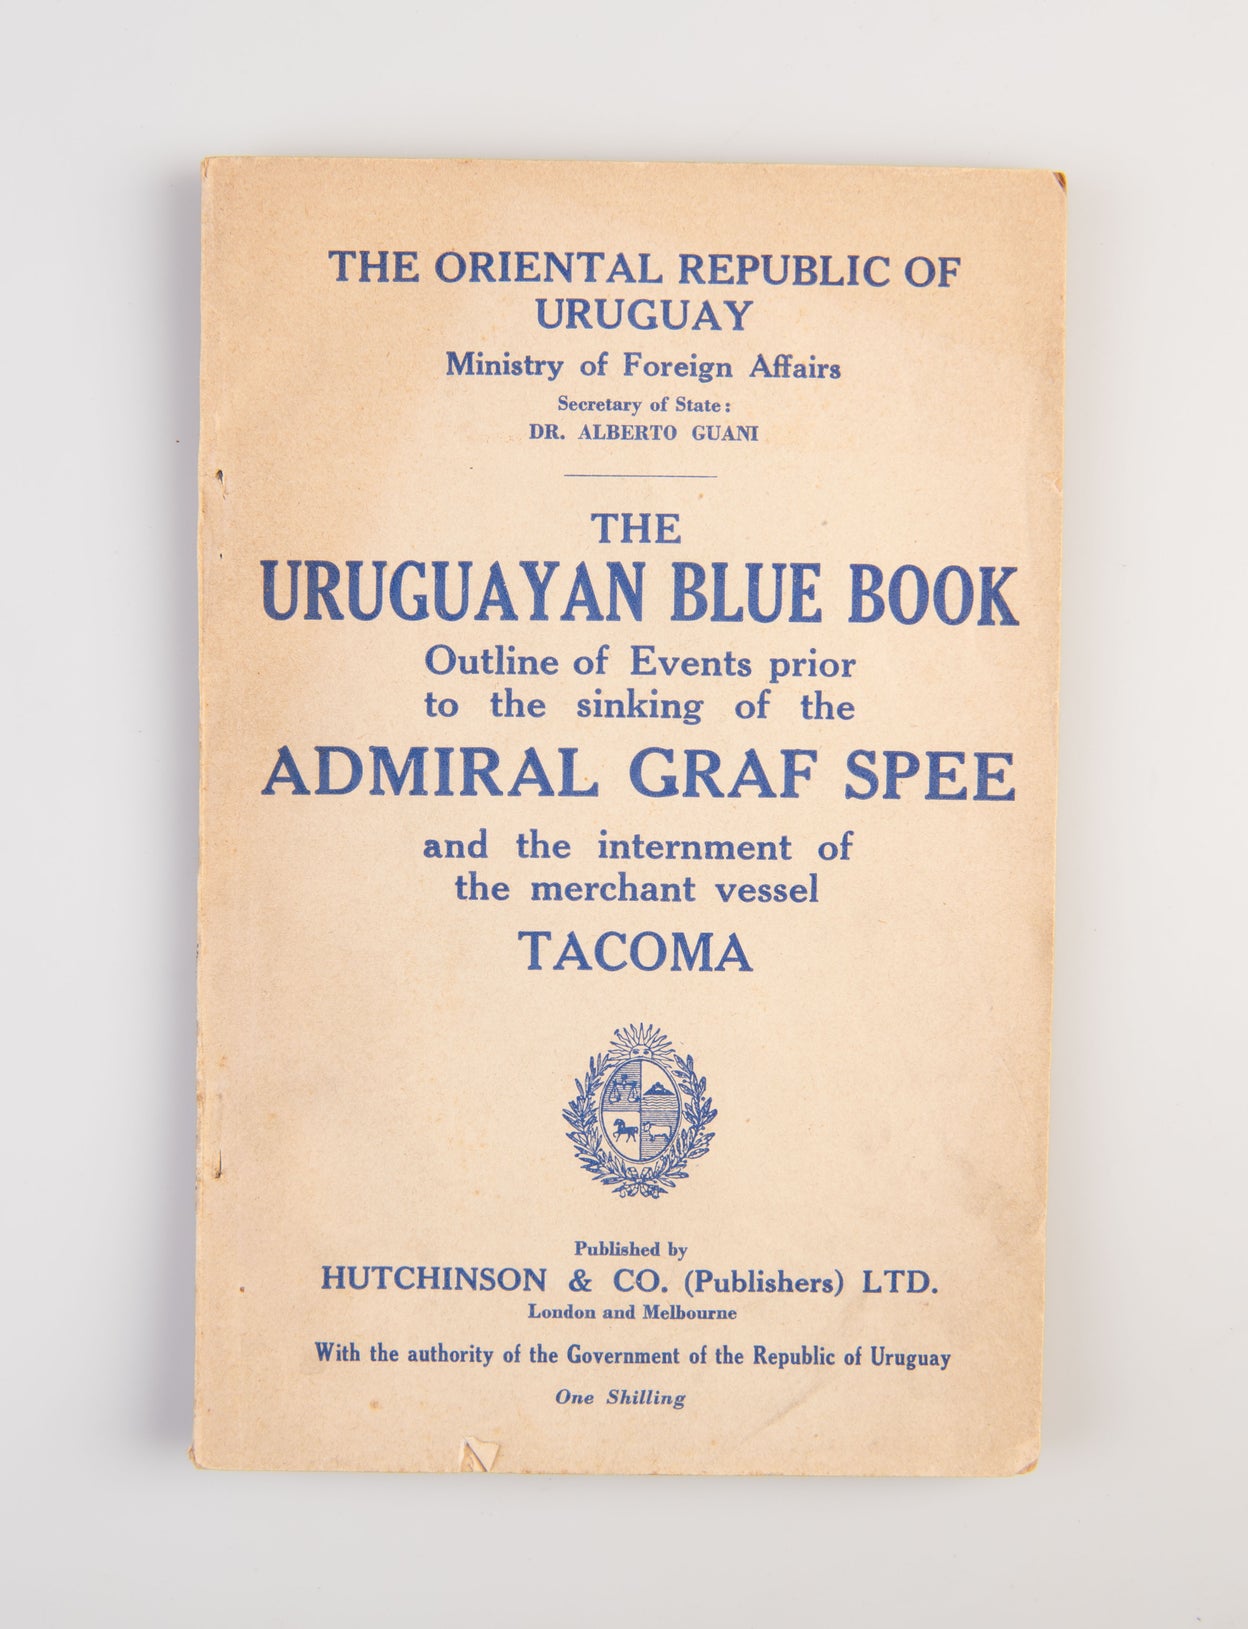 THE ORIENTAL REPUBLIC OF
URUGUAY
Ministry of Foreign Affairs
Secretary of State:
DR. ALBERTO GUANI
THE
URUGUAYAN BLUE BOOK
Outline of Events prior
to the sinking of the
ADMIRAL GRAF SPEE
and the internment of
the merchant vessel
TACOMA
Published by
HUTCHINSON & CO. (Publishers) LTD.
London and Melbourne
With the authority of the Government of the Republic of Uruguay
One Shilling